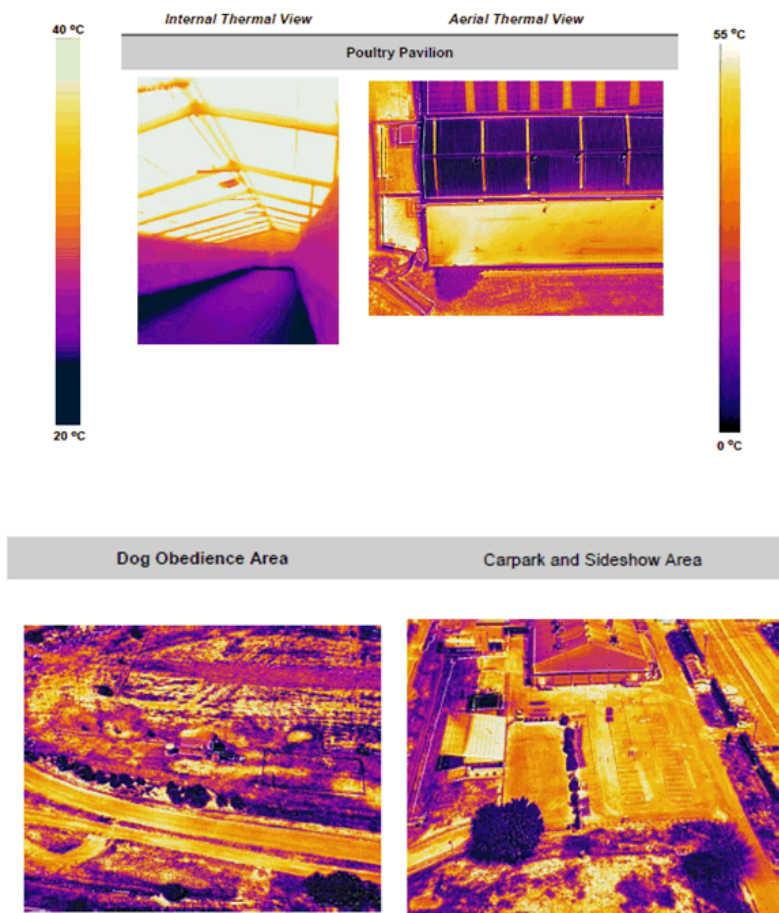 Internal Thermal View
Aerial Thermal View
40 ºC
55 ºC
Poultry Pavilion
20 ºC
0 ºC
Dog Obedience Area
Carpark and Sideshow Area